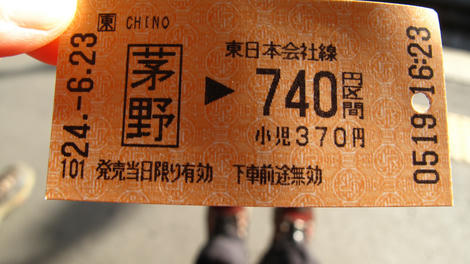 東 CHINO
24.-6.23
茅野
東日本会社線
▶ 740円区間
小児370円
101 発売当日限り有効 下車前途無効
0519 16:23